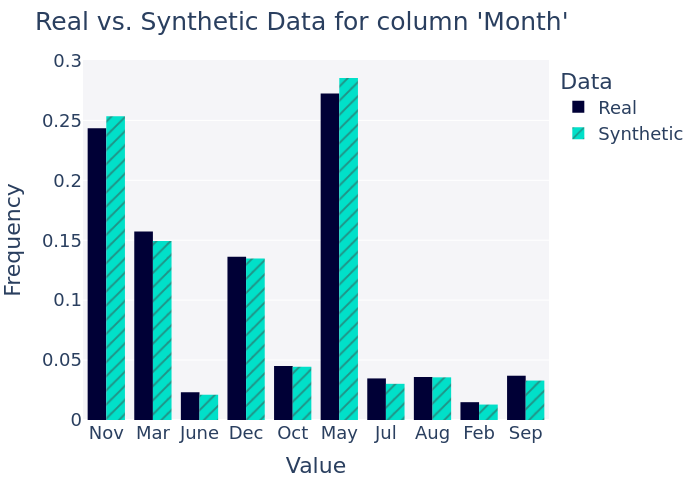 Real vs. Synthetic Data for column 'Month'
0.3
0.25
0.2
0.15
0.1
0.05
0
Frequency
Nov Mar June Dec Oct May Jul Aug Feb Sep
Value
Data
Real
Synthetic